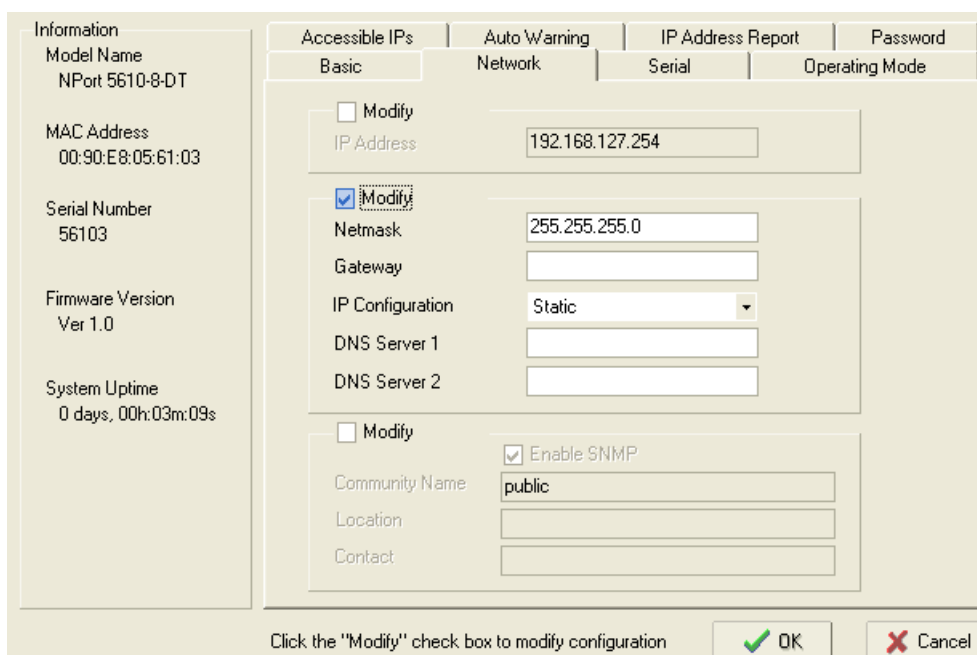 Information
Model Name
NPort 5610-8-DT
MAC Address
00:90:E8:05:61:03
Serial Number
56103
Firmware Version
Ver 1.0
System Uptime
0 days, 00h:03m:09s
Accessible IPs
Auto Warning
IP Address Report
Password
Basic
Network
Serial
Operating Mode
Modify
IP Address
192.168.127.254
Modify
Netmask
255.255.255.0
Gateway
IP Configuration
Static
DNS Server 1
DNS Server 2
Modify
Enable SNMP
Community Name
public
Location
Contact
Click the "Modify" check box to modify configuration
OK
Cancel